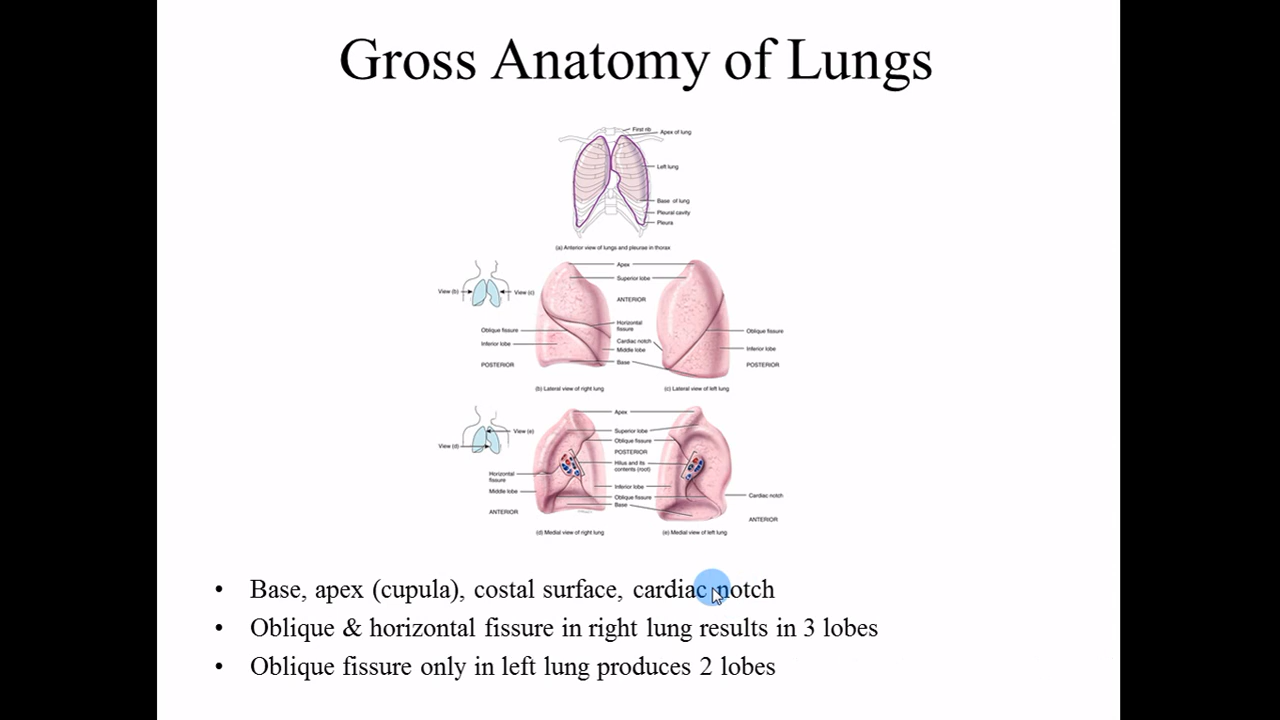 Gross Anatomy of Lungs
First rib
Apex of lung
Left lung
Base of lung
Pleural cavity
Pleura
(a) Anterior view of lungs and pleurae in thorax
View (b)
View (c)
Apex
Superior lobe
ANTERIOR
Horizontal
fissure
Oblique fissure
Inferior lobe
Cardiac notch
Middle lobe
POSTERIOR
Base
Oblique fissure
Inferior lobe
POSTERIOR
(b) Lateral view of right lung
(c) Lateral view of left lung
View (e)
View (d)
Apex
Superior lobe
Oblique fissure
POSTERIOR
Hilus and its
contents (root)
Horizontal
fissure
Middle lobe
Inferior lobe
Oblique fissure
Base
ANTERIOR
Cardiac notch
ANTERIOR
(d) Medial view of right lung
(e) Medial view of left lung
• Base, apex (cupula), costal surface, cardiac notch
• Oblique & horizontal fissure in right lung results in 3 lobes
• Oblique fissure only in left lung produces 2 lobes